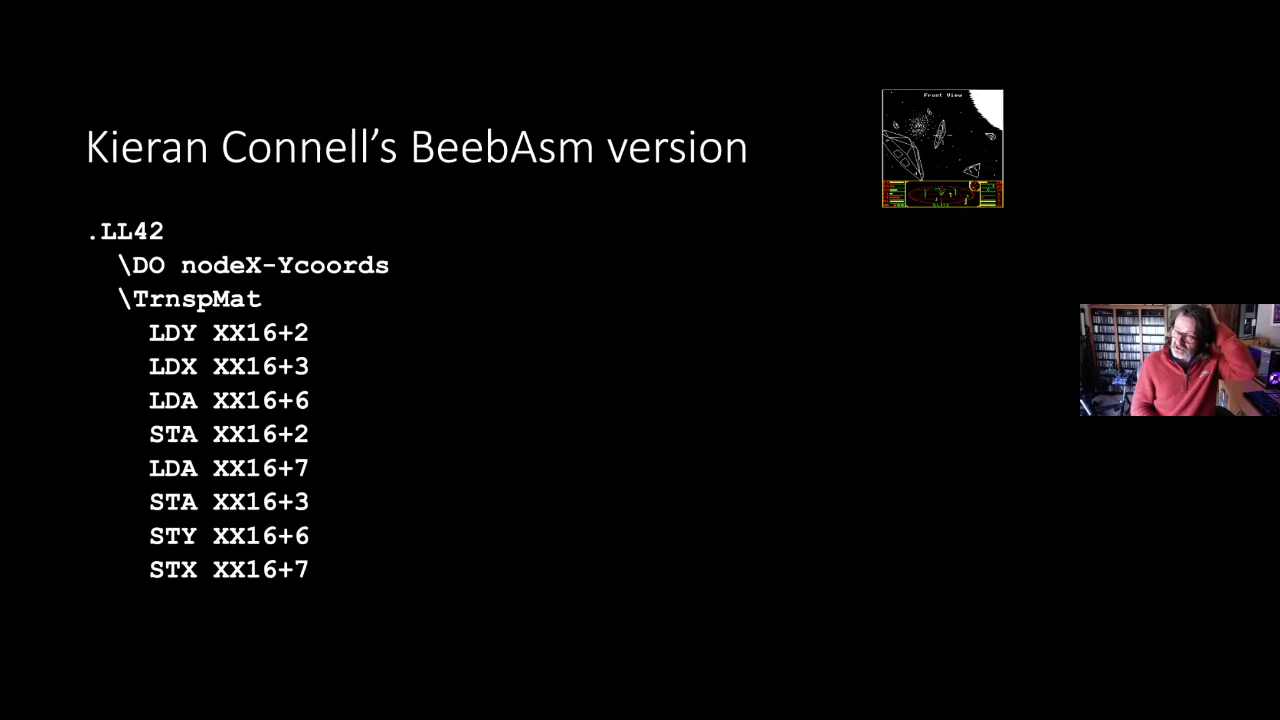 Front View
Kieran Connell’s BeebAsm version
.LL42
\DO nodeX-Ycoords
\TrnspMat
LDY XX16+2
LDX XX16+3
LDA XX16+6
STA XX16+2
LDA XX16+7
STA XX16+3
STY XX16+6
STX XX16+7